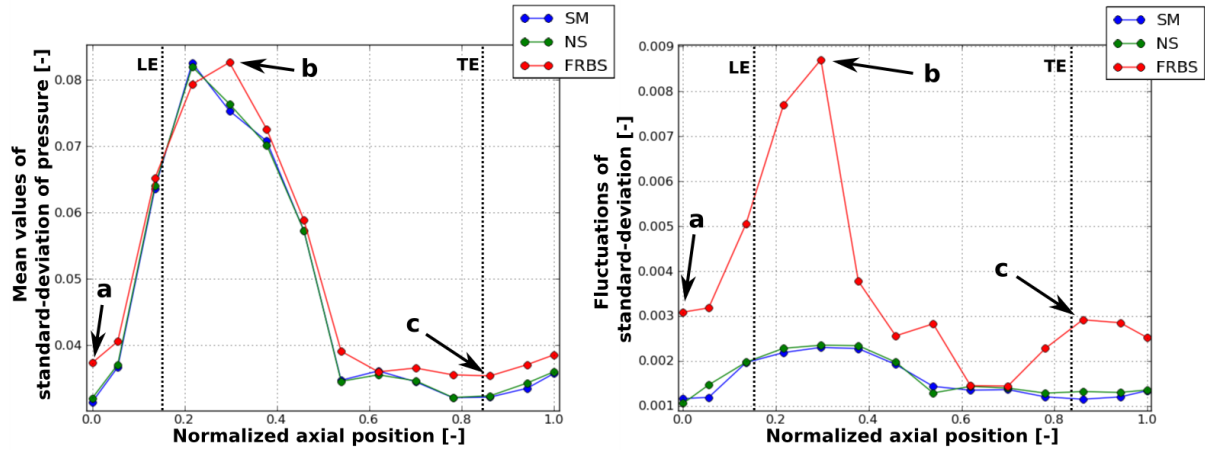 SM
NS
FRBS
LE
TE
b
a
c
0.08
0.07
0.06
0.05
0.04
0.0
0.2
0.4
0.6
0.8
1.0
Mean values of
standard-deviation of pressure [-]
Normalized axial position [-]
SM
NS
FRBS
LE
TE
b
a
c
0.009
0.008
0.007
0.006
0.005
0.004
0.003
0.002
0.001
0.0
0.2
0.4
0.6
0.8
1.0
Fluctuations of
standard-deviation [-]
Normalized axial position [-]